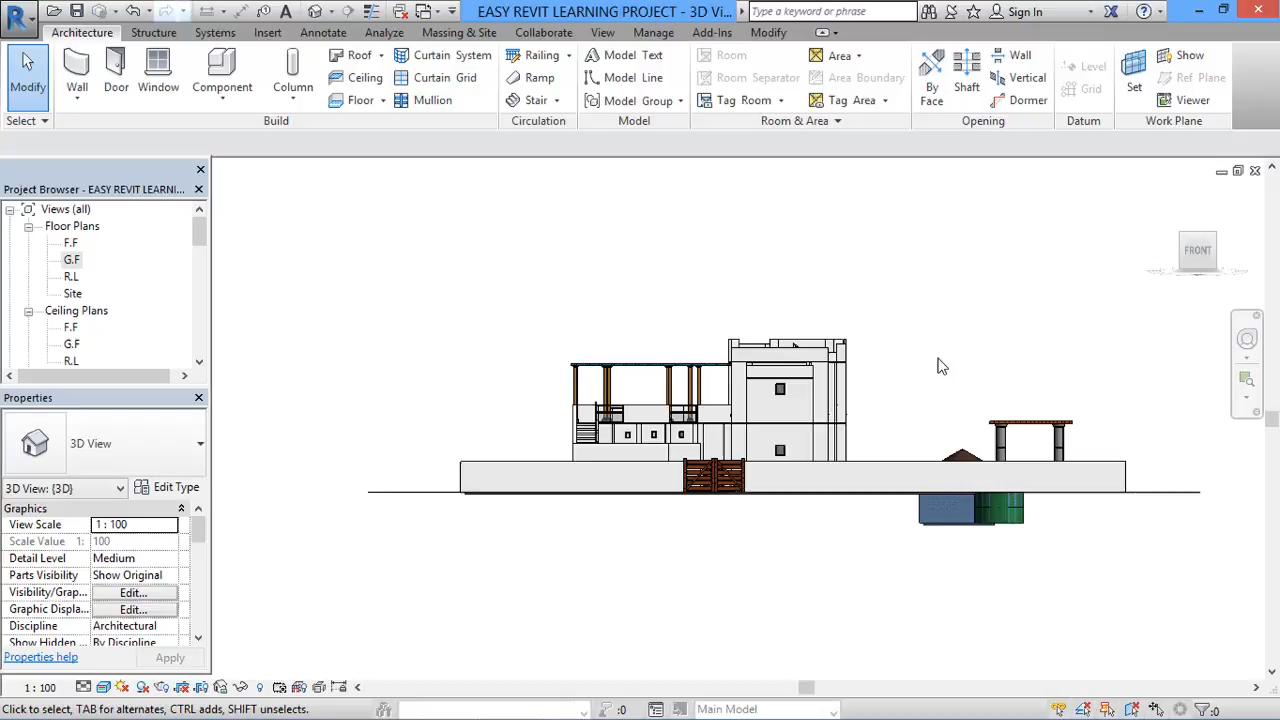 EASY REVIT LEARNING PROJECT - 3D Vi...
Type a keyword or phrase
Sign In
Architecture Structure Systems Insert Annotate Analyze Massing & Site Collaborate View Manage Add-Ins Modify
Modify
Wall
Door
Window
Component
Column
Roof
Ceiling
Floor
Curtain System
Curtain Grid
Mullion
Railing
Ramp
Stair
Model Text
Model Line
Model Group
Room
Room Separator
Tag Room
Area
Area Boundary
Tag Area
By
Face
Shaft
Wall
Vertical
Dormer
Level
Grid
Set
Show
Ref Plane
Viewer
Select
Build
Circulation
Model
Room & Area
Opening
Datum
Work Plane
Project Browser - EASY REVIT LEARNI...
Views (all)
Floor Plans
F.F
G.F
R.L
Site
Ceiling Plans
F.F
G.F
R.L
Properties
3D View
3D View: {3D}
Edit Type
Graphics
View Scale 1 : 100
Scale Value 1: 100
Detail Level Medium
Parts Visibility Show Original
Visibility/Grap... Edit...
Graphic Displa... Edit...
Discipline Architectural
Show Hidden By Discipline
Properties help
Apply
FRONT
1 : 100
Click to select, TAB for alternates, CTRL adds, SHIFT unselects.
:0
Main Model
:0